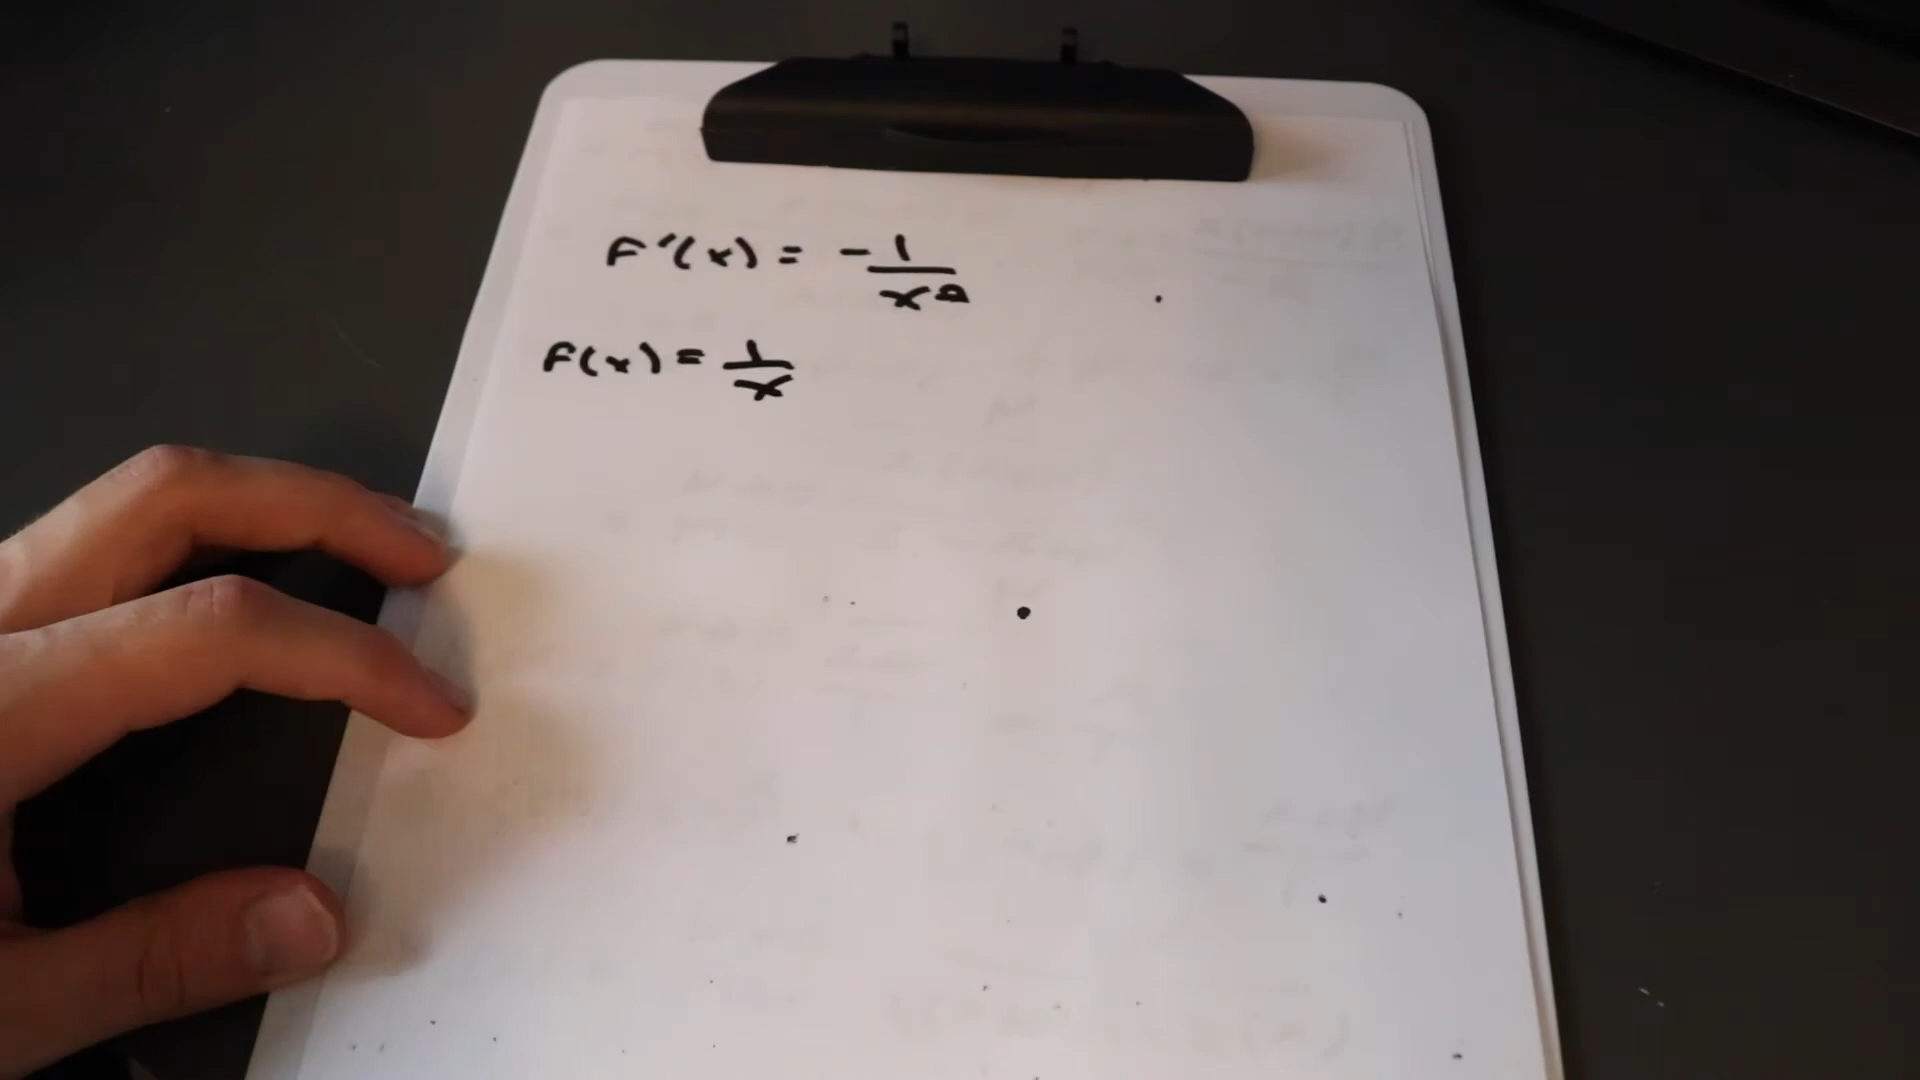 F'(x) = -1/x²
F(x) = 1/x